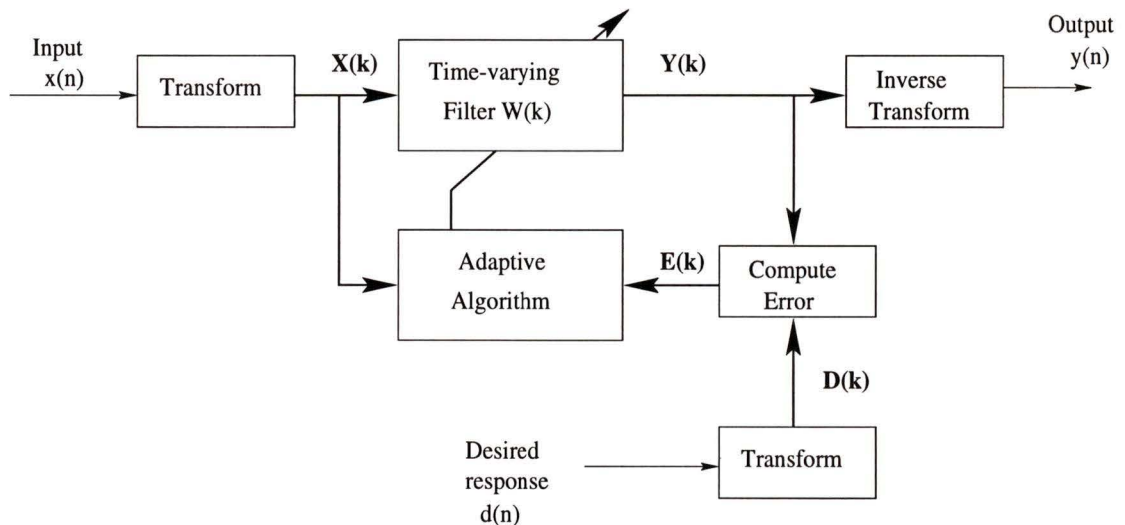 Input
x(n)
Transform
X(k)
Time-varying
Filter W(k)
Y(k)
Inverse
Transform
Output
y(n)
Adaptive
Algorithm
E(k)
Compute
Error
D(k)
Desired
response
d(n)
Transform